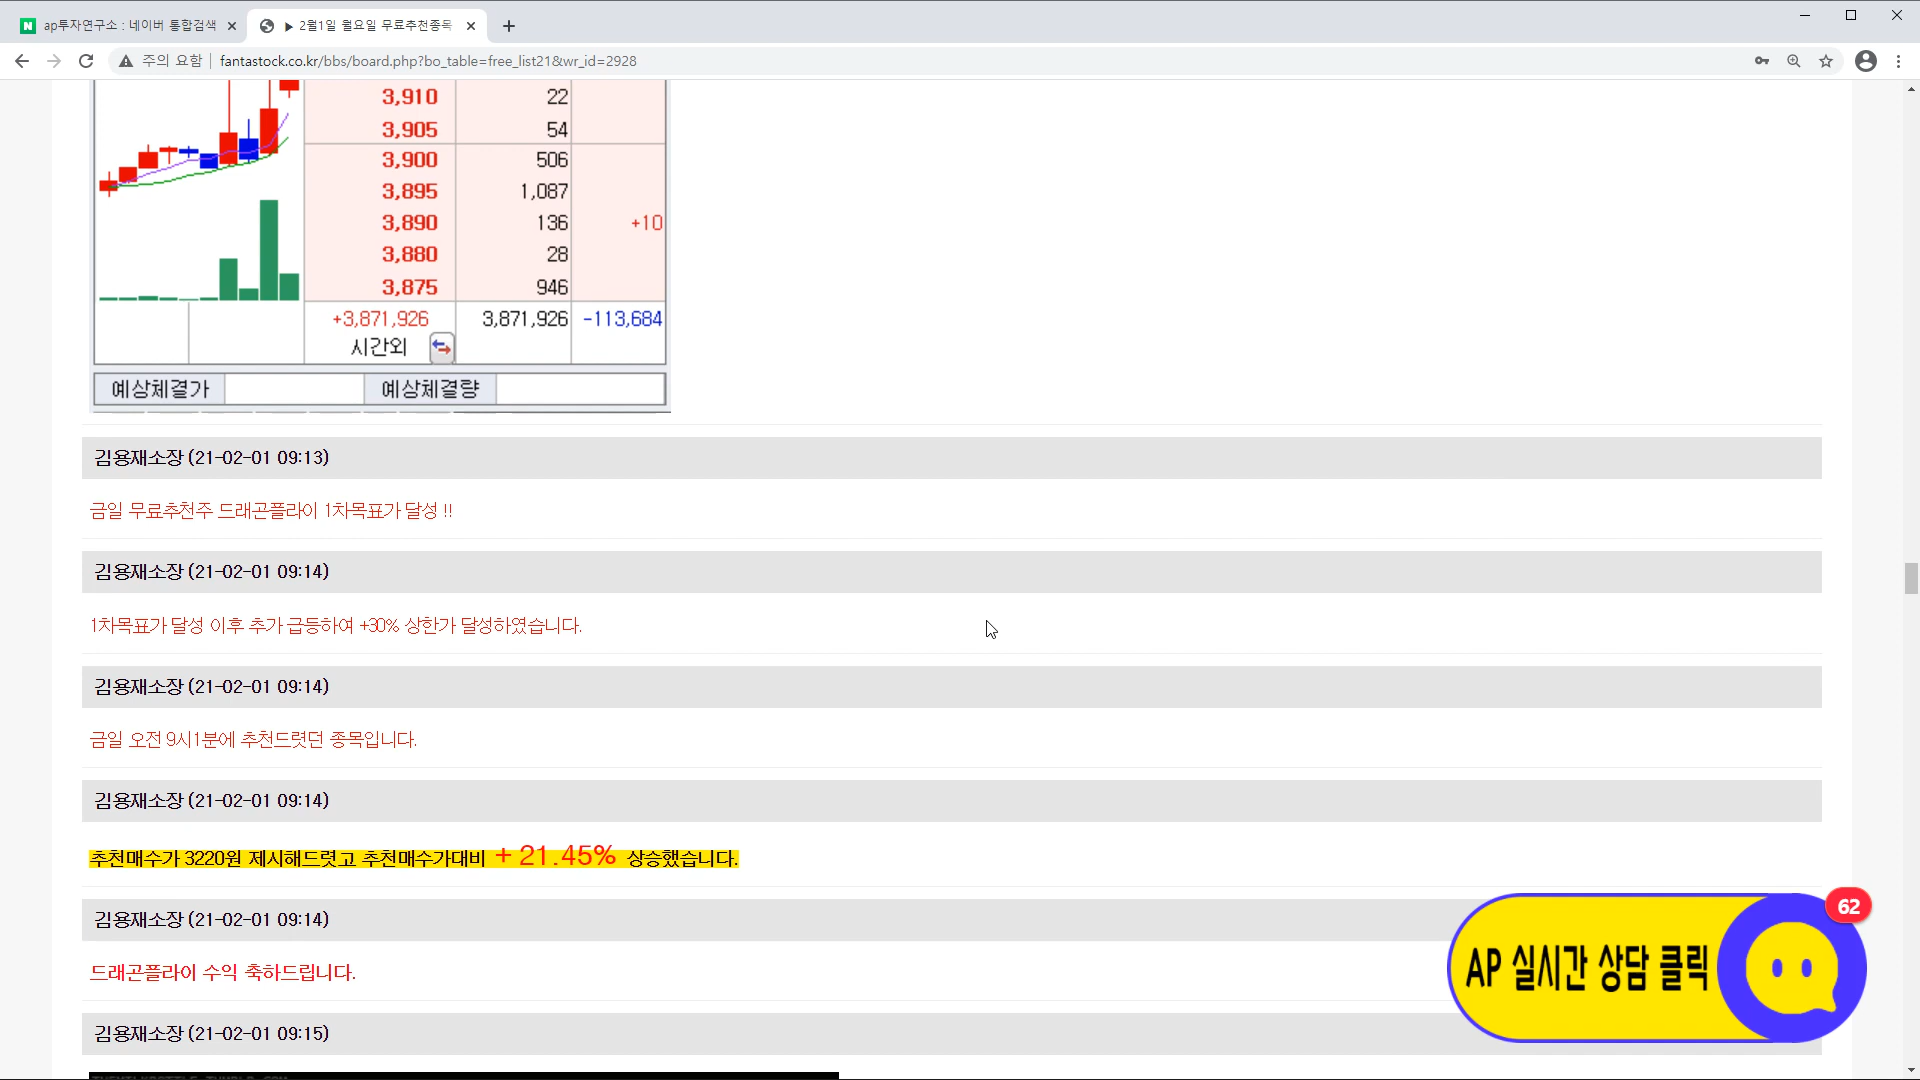 ap투자연구소 : 네이버 통합검색
▶ 2월1일 월요일 무료추천종목
주의 요함 | fantastock.co.kr/bbs/board.php?bo_table=free_list21&wr_id=2928
3,910 22
3,905 54
3,900 506
3,895 1,087
3,890 136 +10
3,880 28
3,875 946
+3,871,926 3,871,926 -113,684
시간외
예상체결가 예상체결량
김용재소장 (21-02-01 09:13)
금일 무료추천주 드래곤플라이 1차목표가 달성 !!
김용재소장 (21-02-01 09:14)
1차목표가 달성 이후 추가 급등하여 +30% 상한가 달성하였습니다.
김용재소장 (21-02-01 09:14)
금일 오전 9시1분에 추천드렷던 종목입니다.
김용재소장 (21-02-01 09:14)
추천매수가 3220원 제시해드렷고 추천매수가대비 + 21.45% 상승했습니다.
김용재소장 (21-02-01 09:14)
드래곤플라이 수익 축하드립니다.
김용재소장 (21-02-01 09:15)
62
AP 실시간 상담 클릭